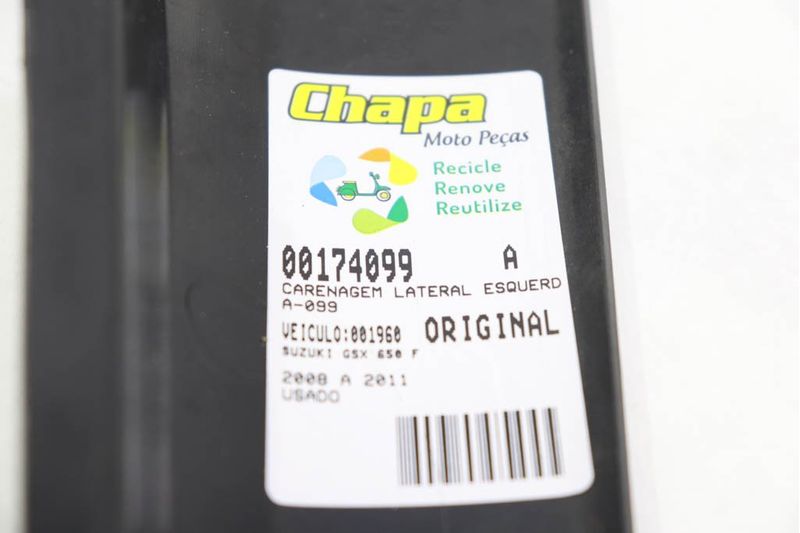 Chapa
Moto Peças
Recicle
Renove
Reutilize
00174099 A
CARENAGEM LATERAL ESQUERD
A-099
VEICULO:001960 ORIGINAL
SUZUKI GSX 650 F
2008 A 2011
USADO